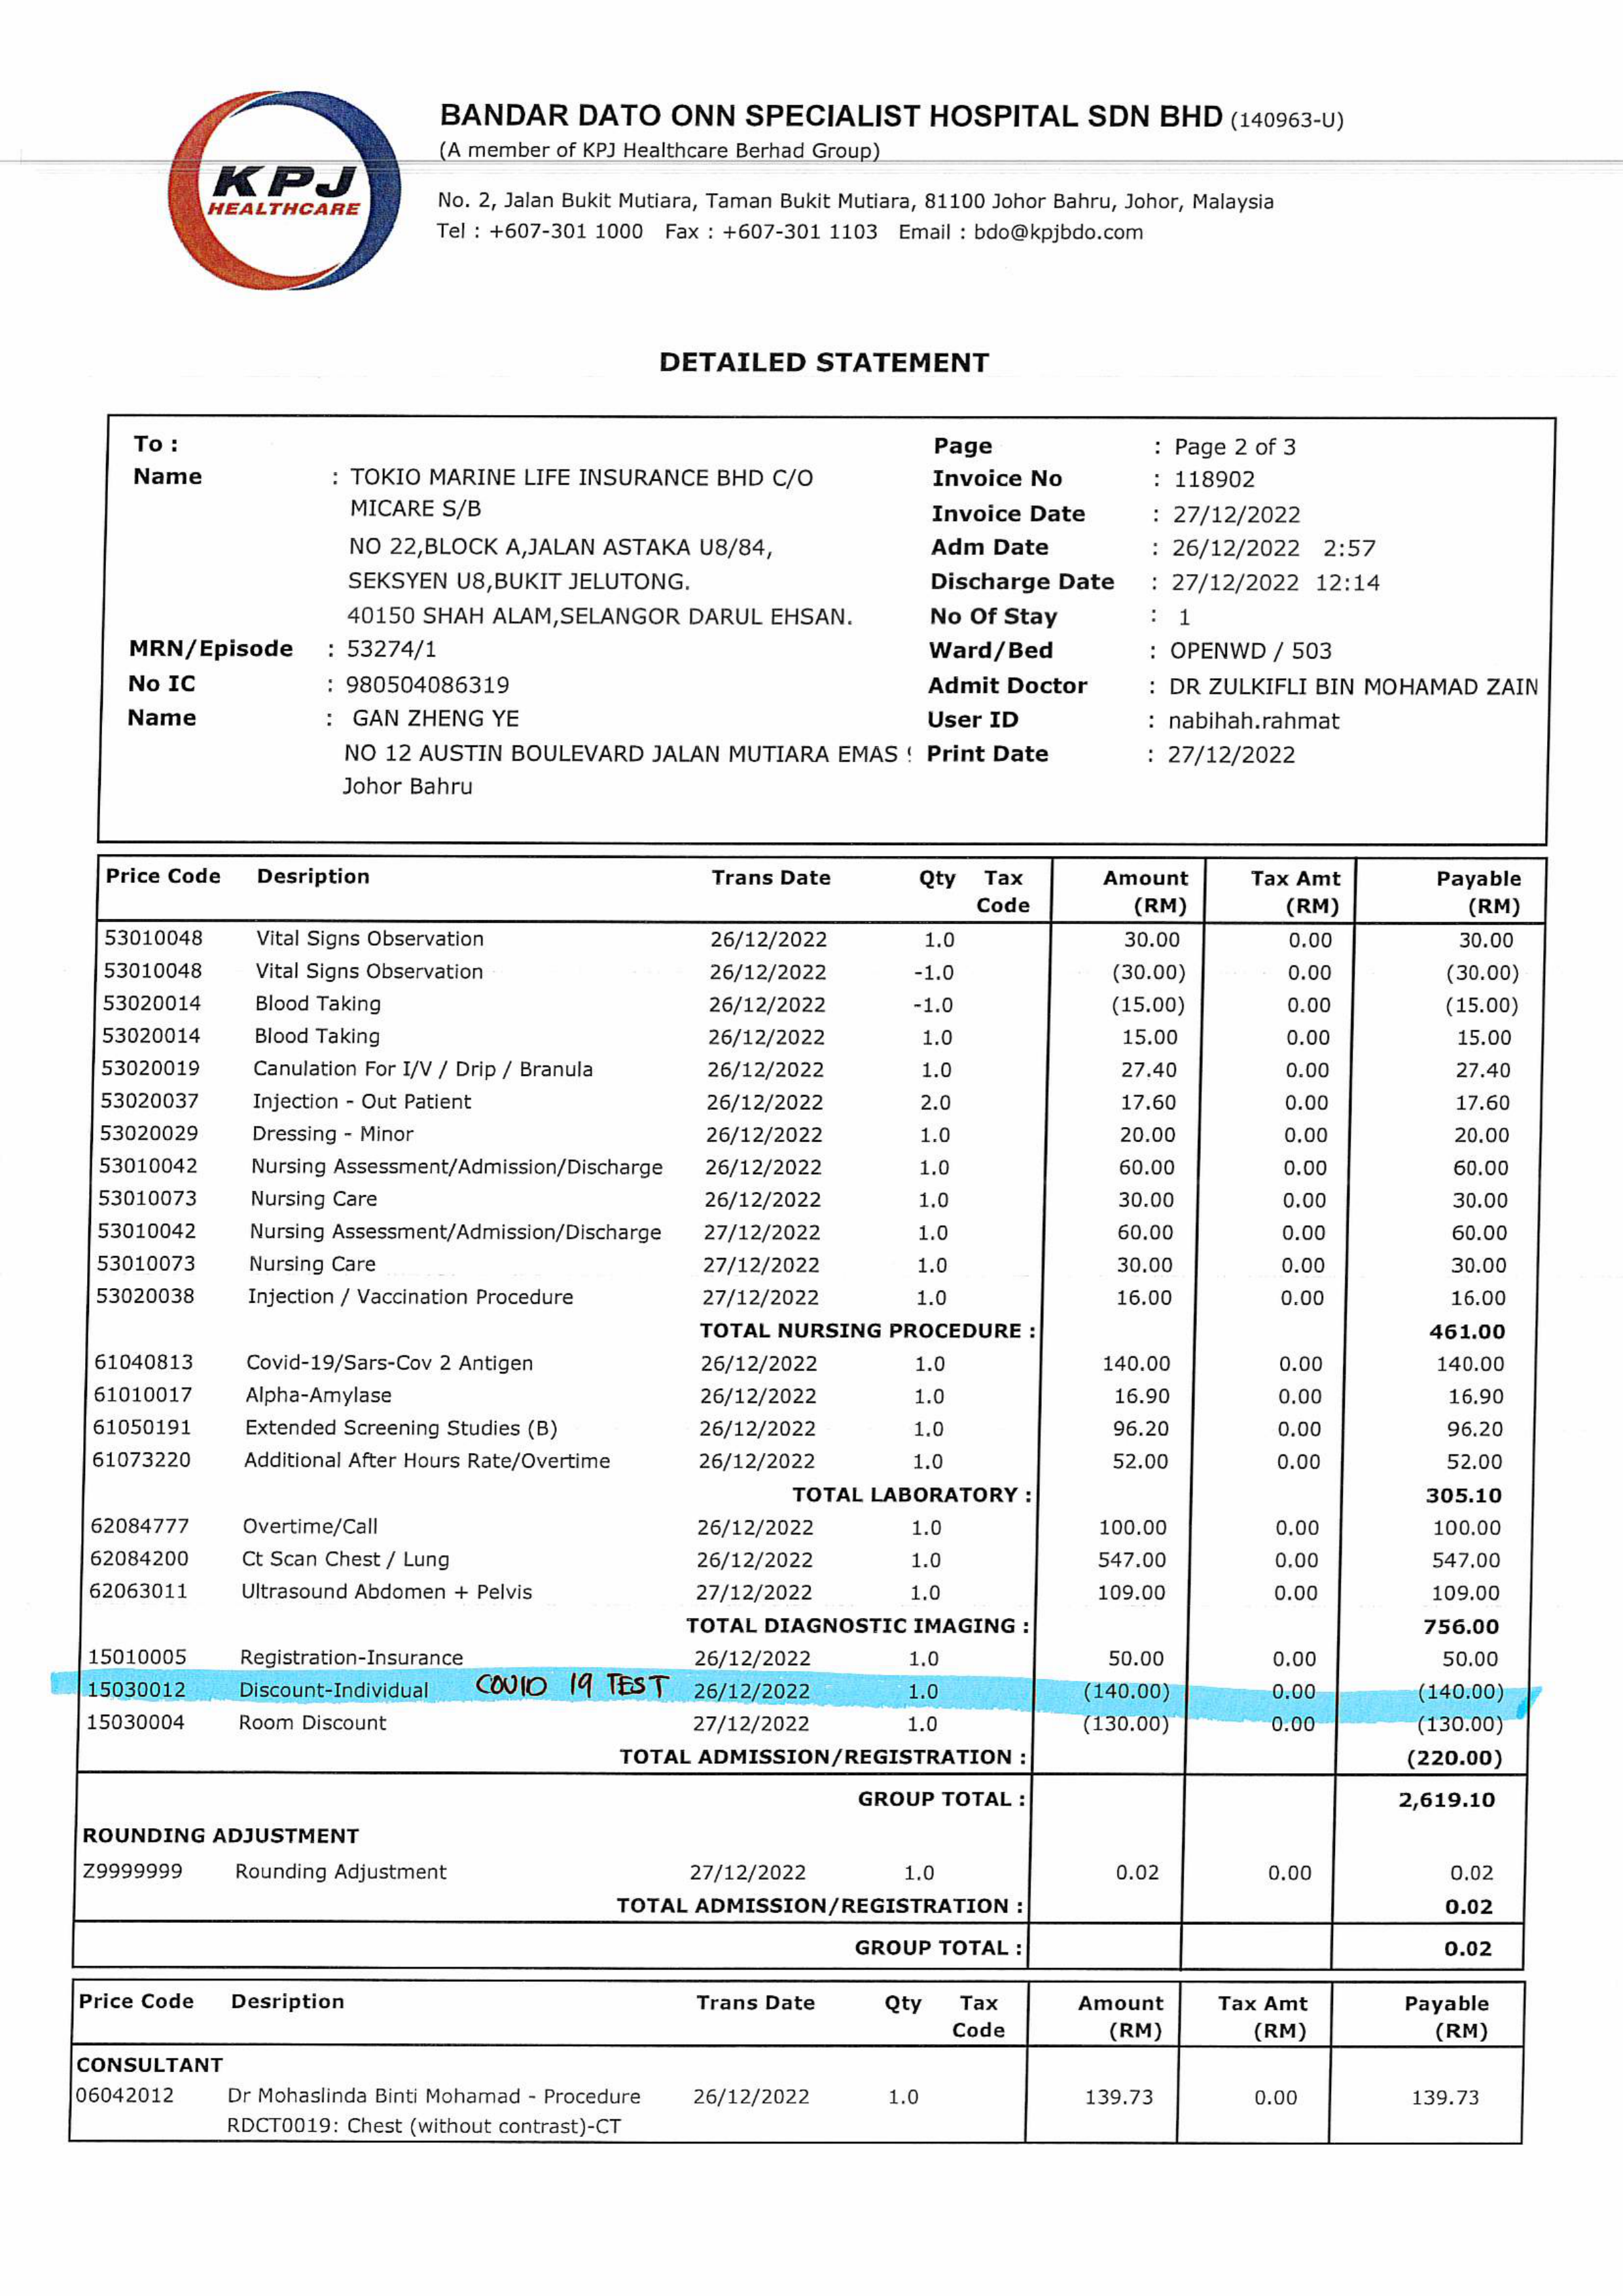 KPJ
HEALTHCARE
BANDAR DATO ONN SPECIALIST HOSPITAL SDN BHD (140963-U)
(A member of KPJ Healthcare Berhad Group)
No. 2, Jalan Bukit Mutiara, Taman Bukit Mutiara, 81100 Johor Bahru, Johor, Malaysia
Tel : +607-301 1000 Fax : +607-301 1103 Email : bdo@kpjbdo.com
DETAILED STATEMENT
To : Page : Page 2 of 3
Name : TOKIO MARINE LIFE INSURANCE BHD C/O Invoice No : 118902
MICARE S/B Invoice Date : 27/12/2022
NO 22,BLOCK A,JALAN ASTAKA U8/84, Adm Date : 26/12/2022 2:57
SEKSYEN U8,BUKIT JELUTONG. Discharge Date : 27/12/2022 12:14
40150 SHAH ALAM,SELANGOR DARUL EHSAN. No Of Stay : 1
MRN/Episode : 53274/1 Ward/Bed : OPENWD / 503
No IC : 980504086319 Admit Doctor : DR ZULKIFLI BIN MOHAMAD ZAIN
Name : GAN ZHENG YE User ID : nabihah.rahmat
NO 12 AUSTIN BOULEVARD JALAN MUTIARA EMAS Print Date : 27/12/2022
Johor Bahru
Price Code Desription Trans Date Qty Tax Amount Tax Amt Payable
Code (RM) (RM) (RM)
53010048 Vital Signs Observation 26/12/2022 1.0 30.00 0.00 30.00
53010048 Vital Signs Observation 26/12/2022 -1.0 (30.00) 0.00 (30.00)
53020014 Blood Taking 26/12/2022 -1.0 (15.00) 0.00 (15.00)
53020014 Blood Taking 26/12/2022 1.0 15.00 0.00 15.00
53020019 Canulation For I/V / Drip / Branula 26/12/2022 1.0 27.40 0.00 27.40
53020037 Injection - Out Patient 26/12/2022 2.0 17.60 0.00 17.60
53020029 Dressing - Minor 26/12/2022 1.0 20.00 0.00 20.00
53010042 Nursing Assessment/Admission/Discharge 26/12/2022 1.0 60.00 0.00 60.00
53010073 Nursing Care 26/12/2022 1.0 30.00 0.00 30.00
53010042 Nursing Assessment/Admission/Discharge 27/12/2022 1.0 60.00 0.00 60.00
53010073 Nursing Care 27/12/2022 1.0 30.00 0.00 30.00
53020038 Injection / Vaccination Procedure 27/12/2022 1.0 16.00 0.00 16.00
TOTAL NURSING PROCEDURE : 461.00
61040813 Covid-19/Sars-Cov 2 Antigen 26/12/2022 1.0 140.00 0.00 140.00
61010017 Alpha-Amylase 26/12/2022 1.0 16.90 0.00 16.90
61050191 Extended Screening Studies (B) 26/12/2022 1.0 96.20 0.00 96.20
61073220 Additional After Hours Rate/Overtime 26/12/2022 1.0 52.00 0.00 52.00
TOTAL LABORATORY : 305.10
62084777 Overtime/Call 26/12/2022 1.0 100.00 0.00 100.00
62084200 Ct Scan Chest / Lung 26/12/2022 1.0 547.00 0.00 547.00
62063011 Ultrasound Abdomen + Pelvis 27/12/2022 1.0 109.00 0.00 109.00
TOTAL DIAGNOSTIC IMAGING : 756.00
15010005 Registration-Insurance 26/12/2022 1.0 50.00 0.00 50.00
15030012 Discount-Individual COVID 19 TEST 26/12/2022 1.0 (140.00) 0.00 (140.00)
15030004 Room Discount 27/12/2022 1.0 (130.00) 0.00 (130.00)
TOTAL ADMISSION/REGISTRATION : (220.00)
GROUP TOTAL : 2,619.10
ROUNDING ADJUSTMENT
Z9999999 Rounding Adjustment 27/12/2022 1.0 0.02 0.00 0.02
TOTAL ADMISSION/REGISTRATION : 0.02
GROUP TOTAL : 0.02
Price Code Desription Trans Date Qty Tax Amount Tax Amt Payable
Code (RM) (RM) (RM)
CONSULTANT
06042012 Dr Mohaslinda Binti Mohamad - Procedure 26/12/2022 1.0 139.73 0.00 139.73
RDCT0019: Chest (without contrast)-CT